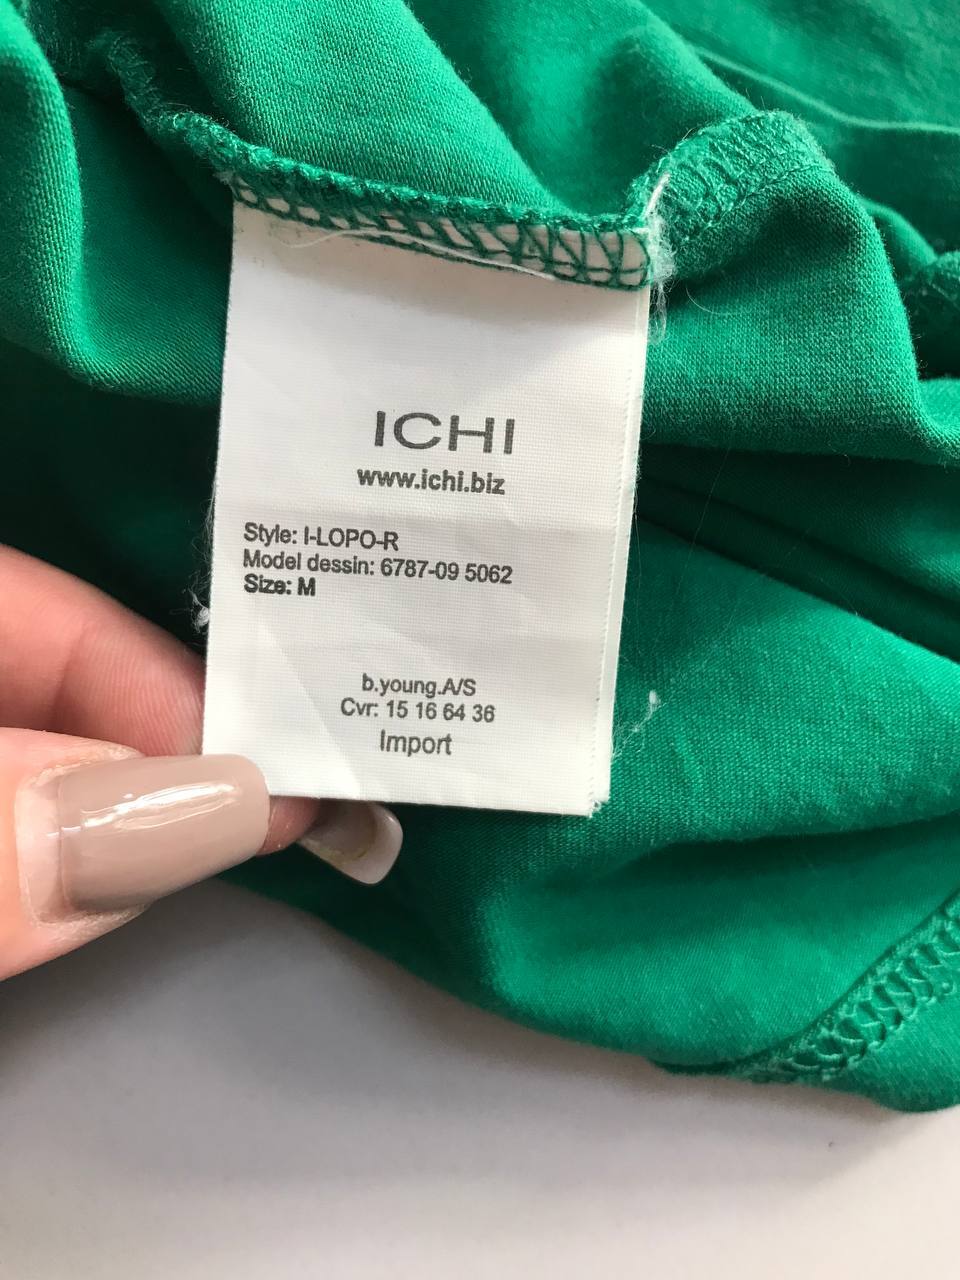 ICHI
www.ichi.biz
Style: I-LOPO-R
Model dessin: 6787-09 5062
Size: M
b.young.A/S
Cvr: 15 16 64 36
Import